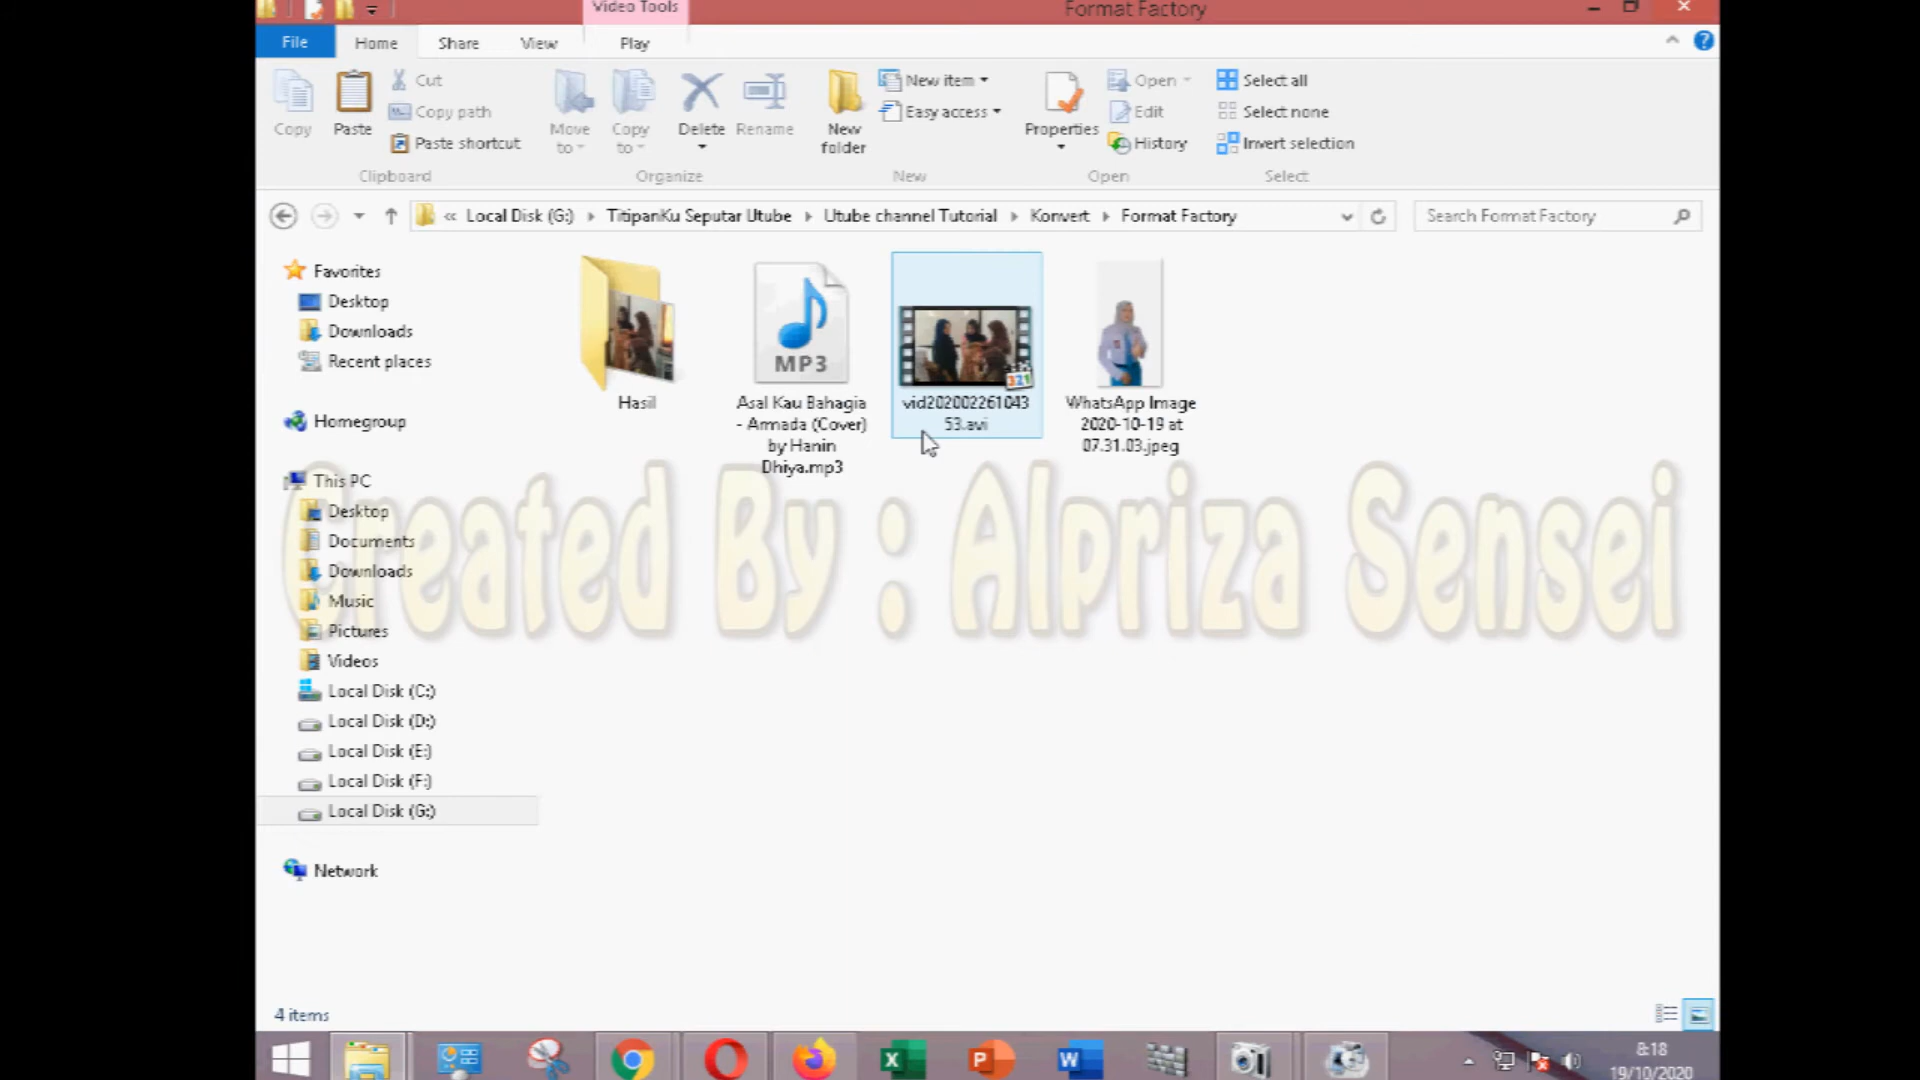 Video Tools
Format Factory
File
Home
Share
View
Play
Copy
Paste
Cut
Copy path
Paste shortcut
Move to
Copy to
Delete
Rename
New folder
New item
Easy access
Properties
Open
Edit
History
Select all
Select none
Invert selection
Clipboard
Organize
New
Open
Select
« Local Disk (G:)
TitipanKu Seputar Utube
Utube channel Tutorial
Konvert
Format Factory
Search Format Factory
Favorites
Desktop
Downloads
Recent places
Homegroup
This PC
Desktop
Documents
Downloads
Music
Pictures
Videos
Local Disk (C:)
Local Disk (D:)
Local Disk (E:)
Local Disk (F:)
Local Disk (G:)
Network
Hasil
MP3
Asal Kau Bahagia
- Armada (Cover)
by Hanin
Dhiya.mp3
321
vid202002261043
53.avi
WhatsApp Image
2020-10-19 at
07.31.03.jpeg
Created By : Alpriza Sensei
4 items
8:18
19/10/2020